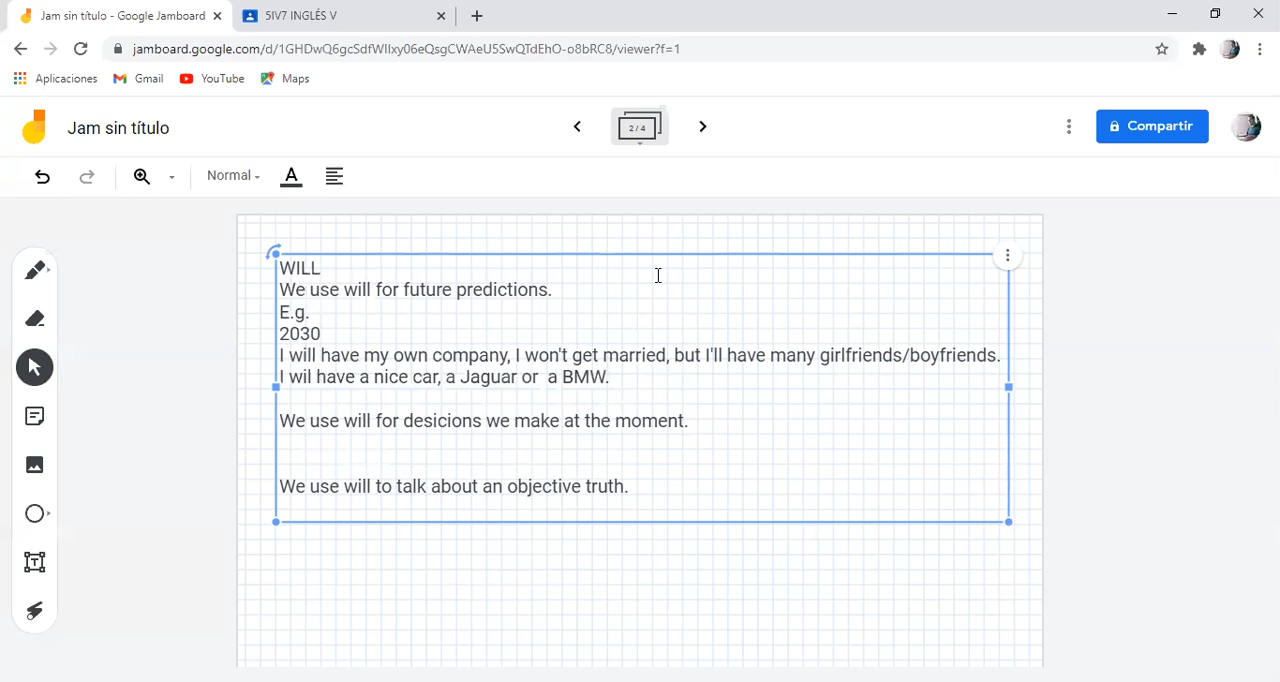 Jam sin título - Google Jamboard
5IV7 INGLÉS V
jamboard.google.com/d/1GHDwQ6gcSdfWIlxy06eQsgCWAeU5SwQTdEhO-o8bRC8/viewer?f=1
Aplicaciones
Gmail
YouTube
Maps
Jam sin título
2 / 4
Compartir
Normal
A
WILL
We use will for future predictions.
E.g.
2030
I will have my own company, I won't get married, but I'll have many girlfriends/boyfriends.
I wil have a nice car, a Jaguar or  a BMW.
We use will for desicions we make at the moment.
We use will to talk about an objective truth.
T